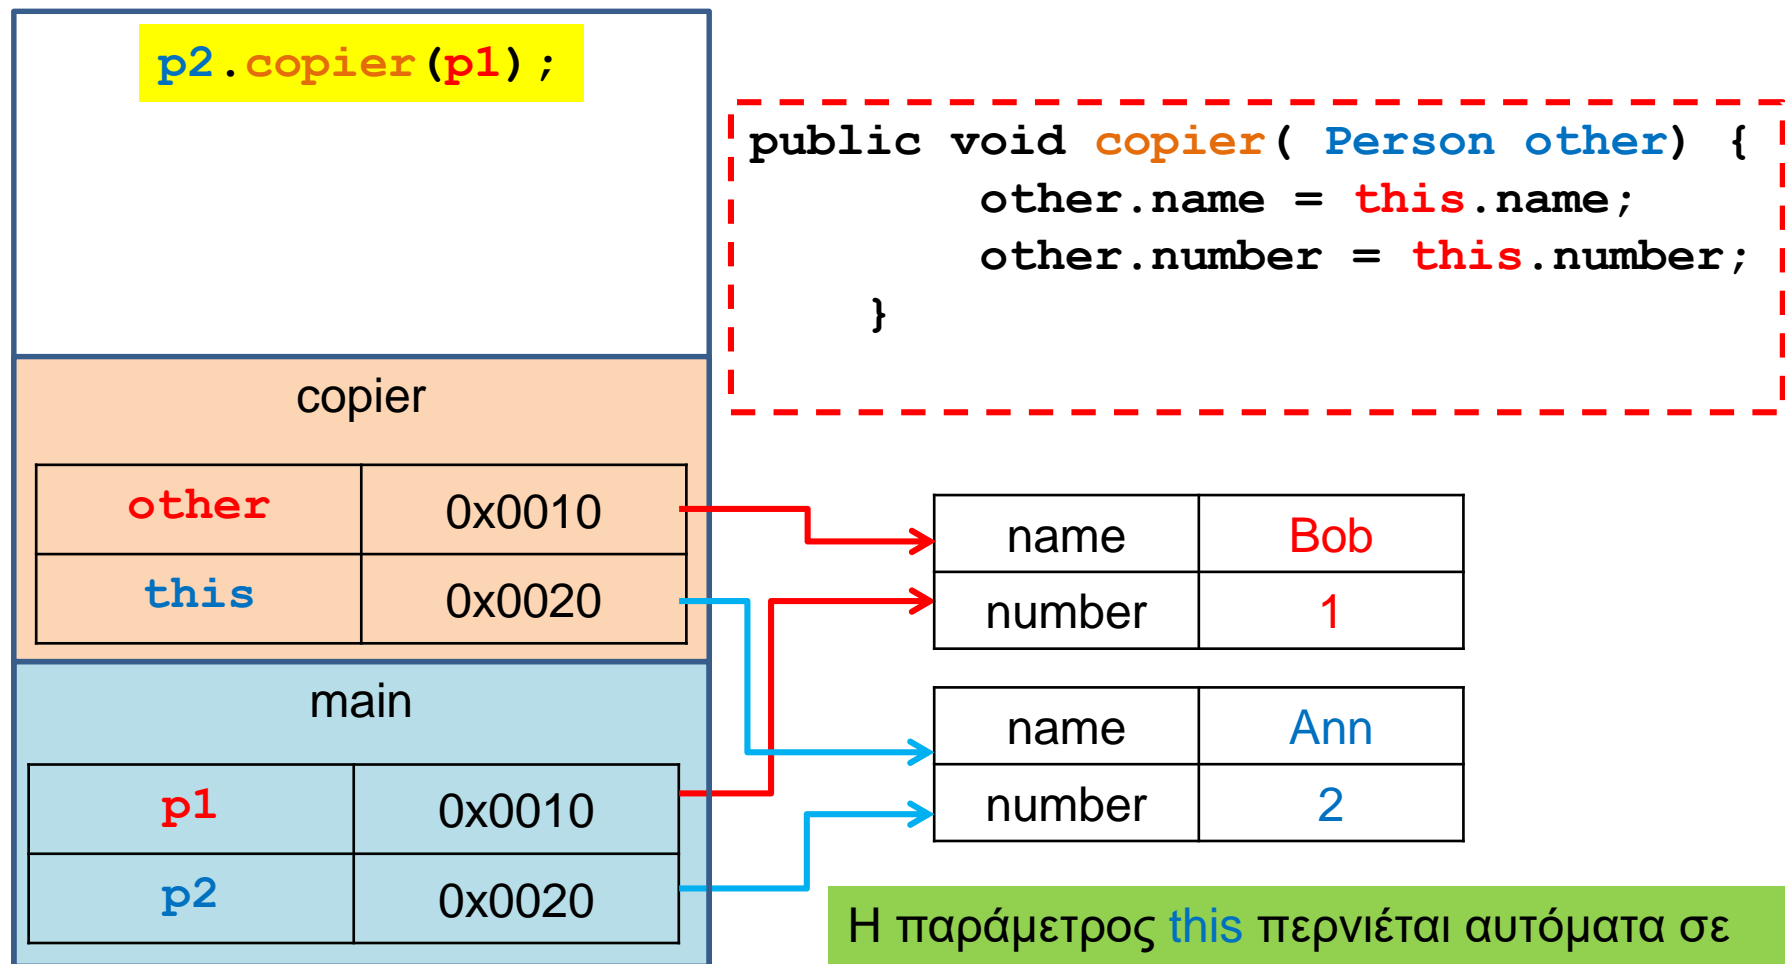 p2.copier(p1);
public void copier( Person other) {
other.name = this.name;
other.number = this.number;
}
copier
other 0x0010
this 0x0020
name Bob
number 1
main
p1 0x0010
p2 0x0020
name Ann
number 2
Η παράμετρος this περνιέται αυτόματα σε